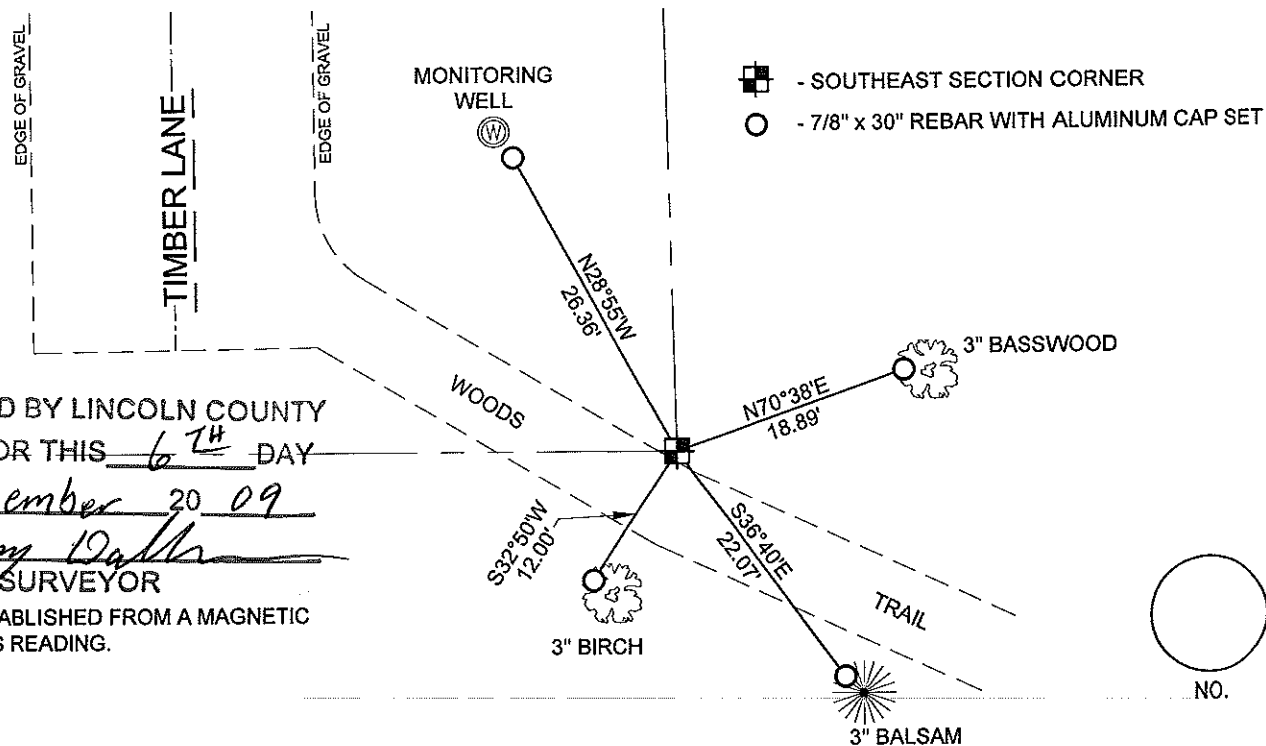 EDGE OF GRAVEL
TIMBER LANE
EDGE OF GRAVEL
MONITORING
WELL
W
- SOUTHEAST SECTION CORNER
- 7/8" x 30" REBAR WITH ALUMINUM CAP SET
N28°55'W
26.36'
3" BASSWOOD
N70°38'E
18.89'
WOODS
D BY LINCOLN COUNTY
OR THIS 6TH DAY
ember 20 09
SURVEYOR
ABLISHED FROM A MAGNETIC
S READING.
S32°50'W
12.00'
3" BIRCH
S36°40'E
22.07'
TRAIL
3" BALSAM
NO.